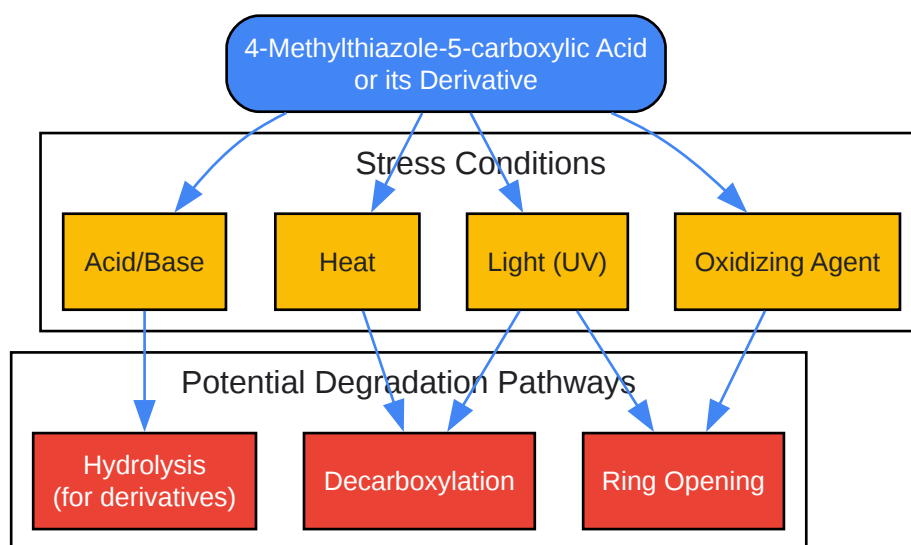 4-Methylthiazole-5-carboxylic Acid
or its Derivative
Stress Conditions
Acid/Base
Heat
Light (UV)
Oxidizing Agent
Potential Degradation Pathways
Hydrolysis
(for derivatives)
Decarboxylation
Ring Opening